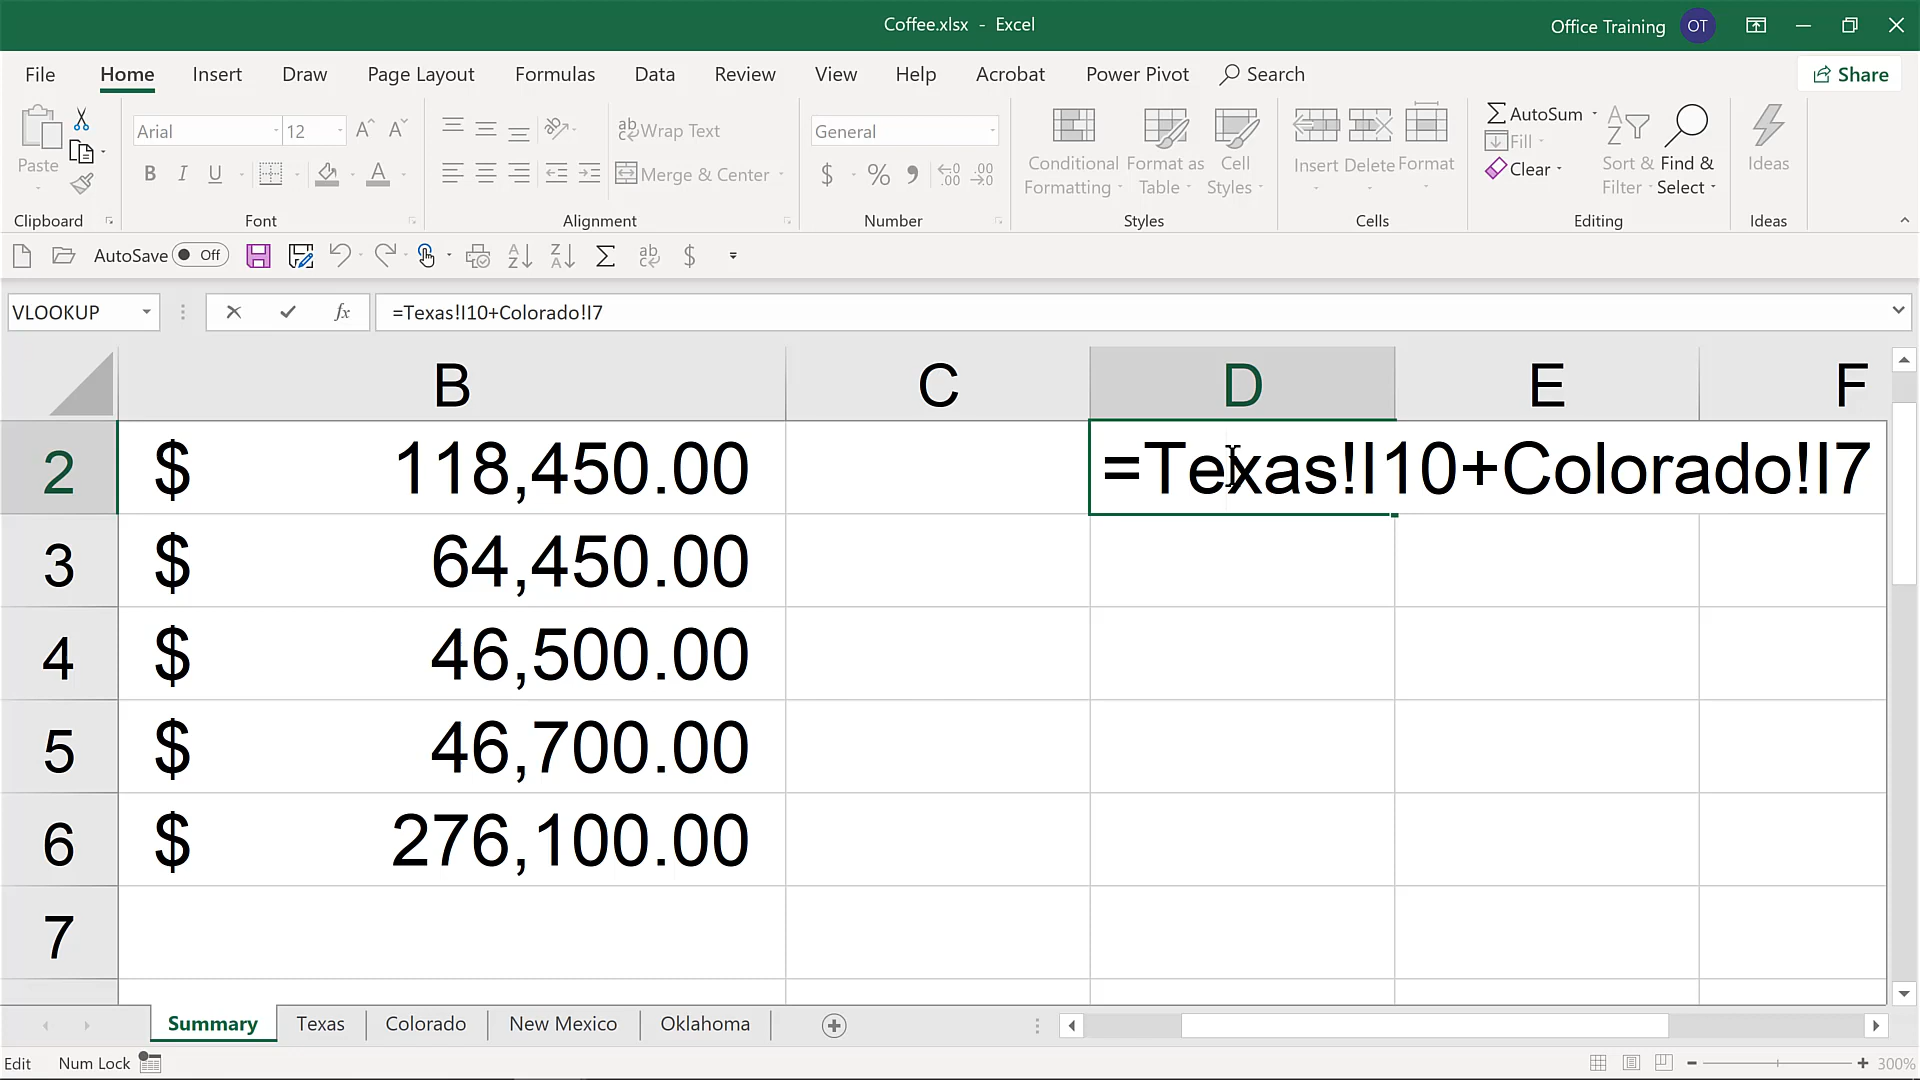 Coffee.xlsx - Excel
Office Training OT
File Home Insert Draw Page Layout Formulas Data Review View Help Acrobat Power Pivot Search Share
Paste
Arial 12 A A
B I U A
ab Wrap Text
Merge & Center
General
$ % , .00 .00
Conditional Formatting
Format as Table
Cell Styles
Insert Delete Format
AutoSum
Fill
Clear
Sort & Filter
Find & Select
Ideas
Clipboard Font Alignment Number Styles Cells Editing Ideas
AutoSave Off
VLOOKUP fx =Texas!I10+Colorado!I7
B C D E F
2 $ 118,450.00 =Texas!I10+Colorado!I7
3 $ 64,450.00
4 $ 46,500.00
5 $ 46,700.00
6 $ 276,100.00
7
Summary Texas Colorado New Mexico Oklahoma
Edit Num Lock 300%